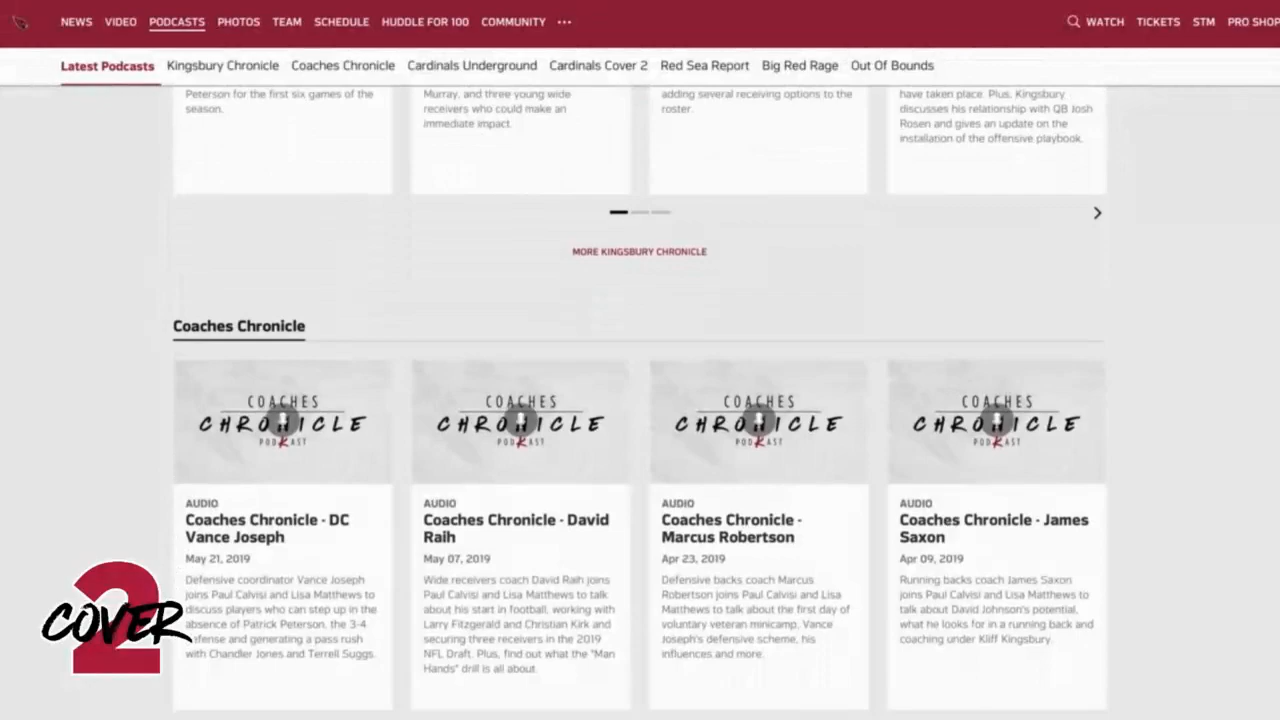 NEWS VIDEO PODCASTS PHOTOS TEAM SCHEDULE HUDDLE FOR 100 COMMUNITY ••• WATCH TICKETS STM PRO SHOP
Latest Podcasts Kingsbury Chronicle Coaches Chronicle Cardinals Underground Cardinals Cover 2 Red Sea Report Big Red Rage Out Of Bounds
Peterson for the first six games of the
season.
Murray, and three young wide
receivers who could make an
immediate impact.
adding several receiving options to the
roster.
have taken place. Plus, Kingsbury
discusses his relationship with QB Josh
Rosen and gives an update on the
installation of the offensive playbook.
MORE KINGSBURY CHRONICLE
Coaches Chronicle
COACHES
CHRONICLE
PODKAST
AUDIO
Coaches Chronicle - DC
Vance Joseph
May 21, 2019
Defensive coordinator Vance Joseph
joins Paul Calvisi and Lisa Matthews to
discuss players who can step up in the
absence of Patrick Peterson, the 3-4
efense and generating a pass rush
with Chandler Jones and Terrell Suggs.
COACHES
CHRONICLE
PODKAST
AUDIO
Coaches Chronicle - David
Raih
May 07, 2019
Wide receivers coach David Raih joins
Paul Calvisi and Lisa Matthews to talk
about his start in football, working with
Larry Fitzgerald and Christian Kirk and
securing three receivers in the 2019
NFL Draft. Plus, find out what the "Man
Hands" drill is all about.
COACHES
CHRONICLE
PODKAST
AUDIO
Coaches Chronicle -
Marcus Robertson
Apr 23, 2019
Defensive backs coach Marcus
Robertson joins Paul Calvisi and Lisa
Matthews to talk about the first day of
voluntary veteran minicamp, Vance
Joseph's defensive scheme, his
influences and more.
COACHES
CHRONICLE
PODKAST
AUDIO
Coaches Chronicle - James
Saxon
Apr 09, 2019
Running backs coach James Saxon
joins Paul Calvisi and Lisa Matthews to
talk about David Johnson's potential,
what he looks for in a running back and
coaching under Kliff Kingsbury.
COVER 2